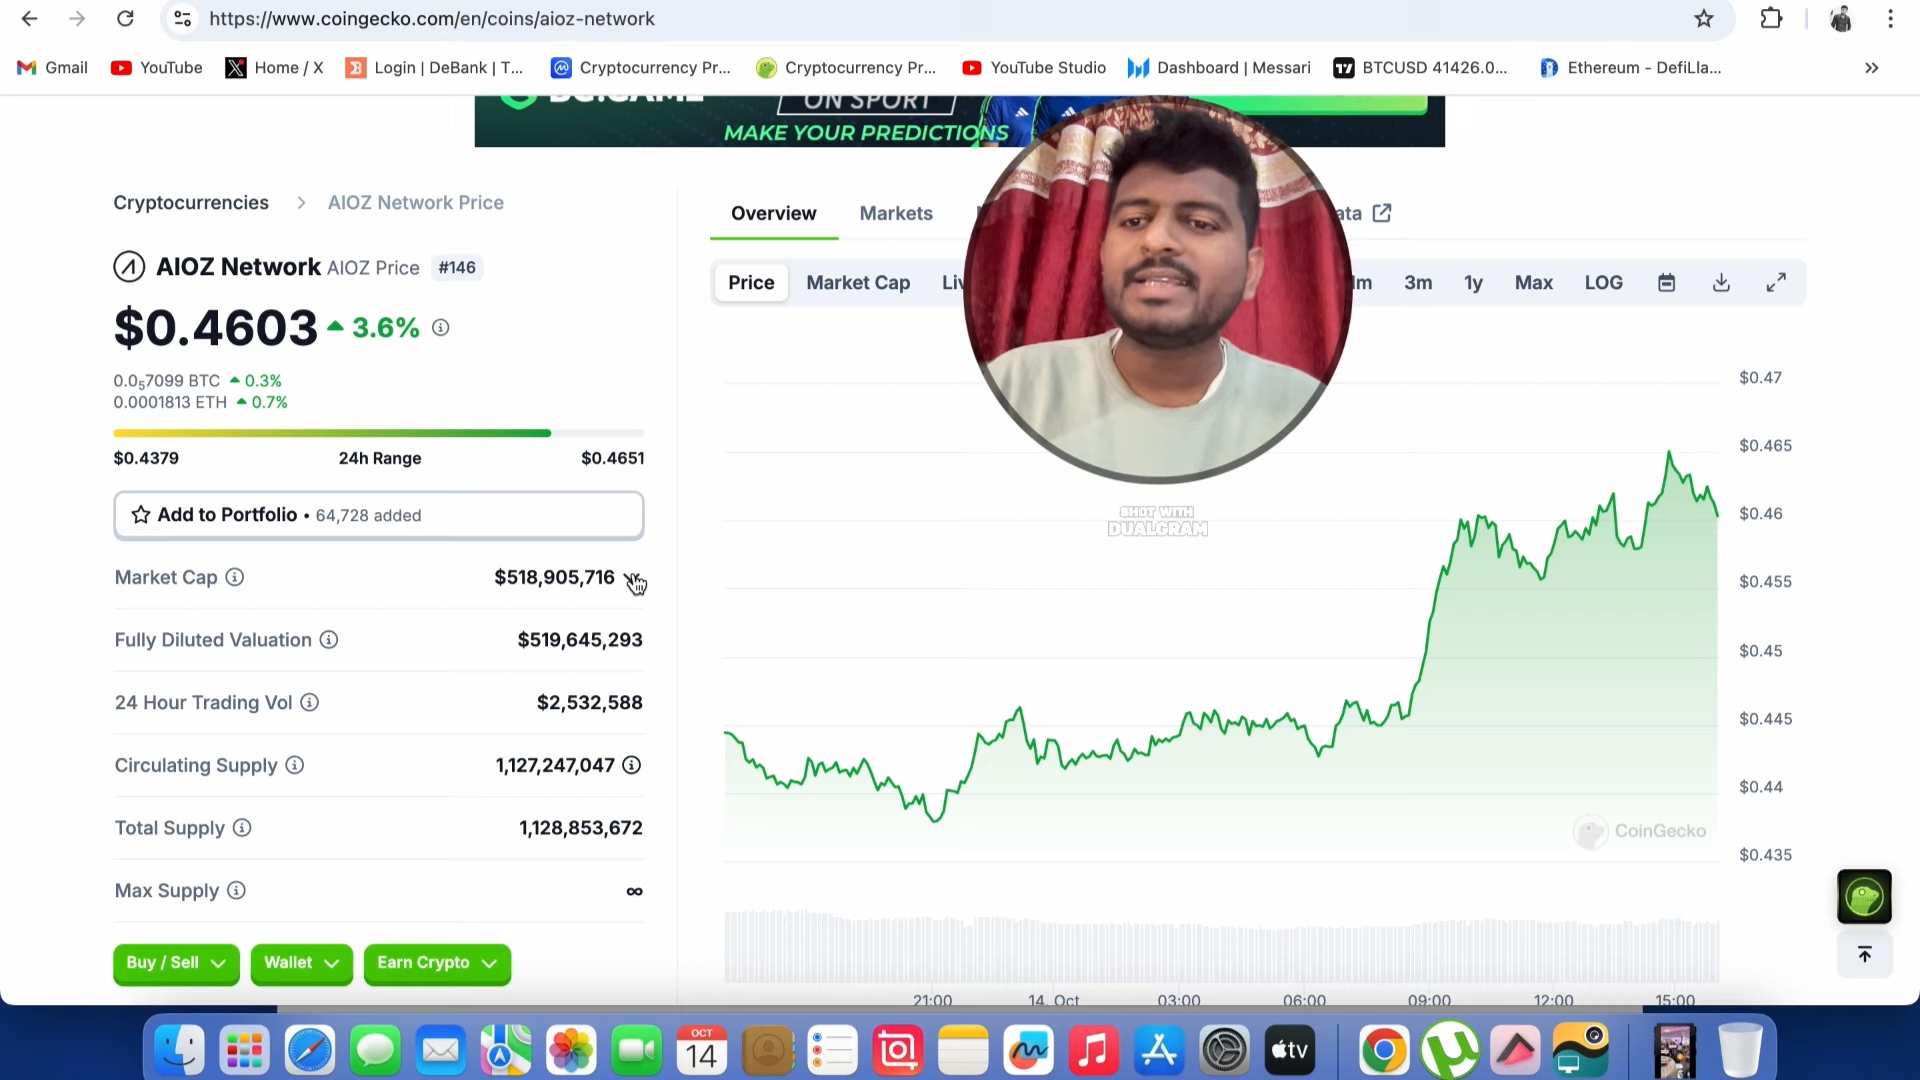 https://www.coingecko.com/en/coins/aioz-network
Gmail
YouTube
Home / X
Login | DeBank | T...
Cryptocurrency Pr...
Cryptocurrency Pr...
YouTube Studio
Dashboard | Messari
BTCUSD 41426.0...
Ethereum - DefiLla...
ON SPORT
MAKE YOUR PREDICTIONS
Cryptocurrencies > AIOZ Network Price
AIOZ Network AIOZ Price #146
$0.4603 3.6%
0.0₅7099 BTC 0.3%
0.0001813 ETH 0.7%
$0.4379 24h Range $0.4651
Add to Portfolio • 64,728 added
Market Cap $518,905,716
Fully Diluted Valuation $519,645,293
24 Hour Trading Vol $2,532,588
Circulating Supply 1,127,247,047
Total Supply 1,128,853,672
Max Supply ∞
Buy / Sell
Wallet
Earn Crypto
Overview Markets
Price Market Cap 3m 1y Max LOG
$0.47
$0.465
$0.46
$0.455
$0.45
$0.445
$0.44
$0.435
SHOT WITH
DUALGRAM
CoinGecko
21:00 14. Oct 03:00 06:00 09:00 12:00 15:00
OCT
14
tv